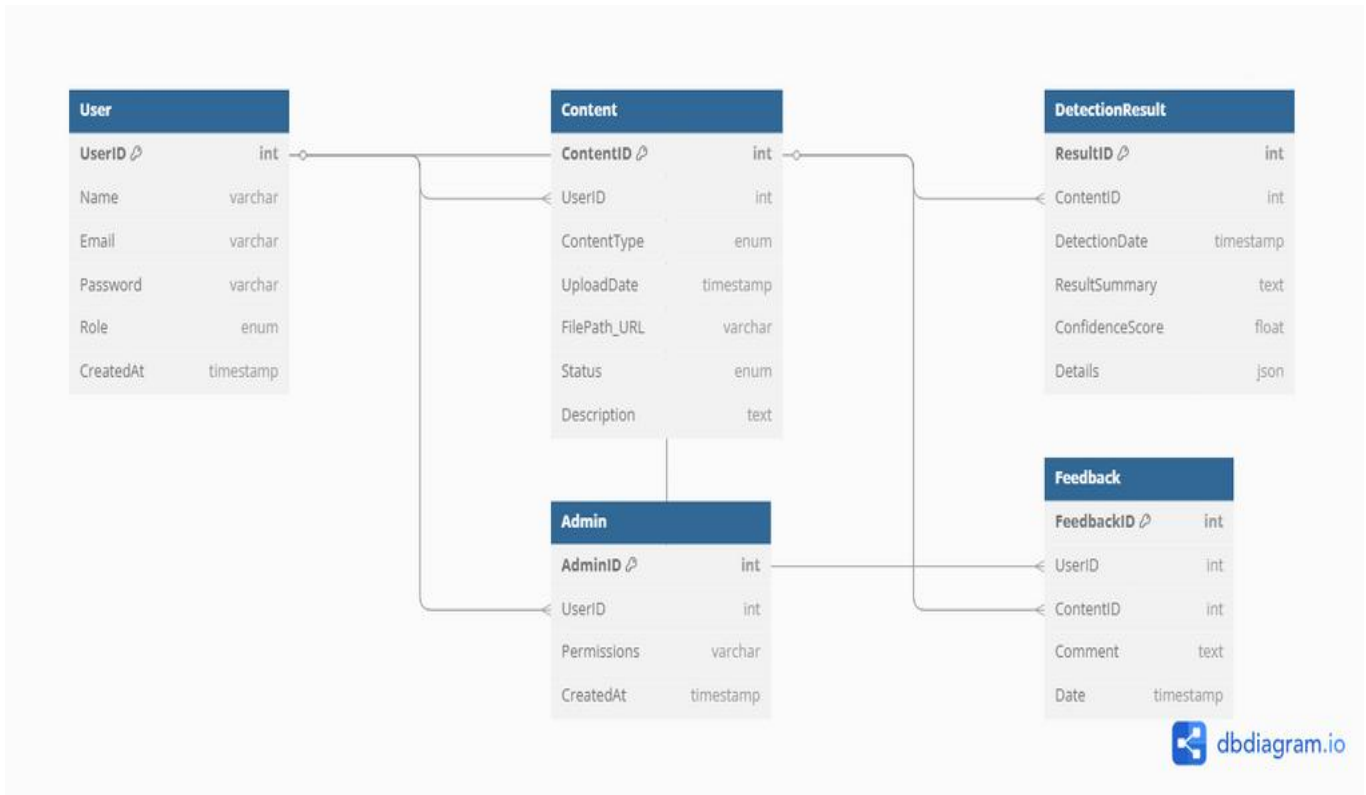 User
UserID int
Name varchar
Email varchar
Password varchar
Role enum
CreatedAt timestamp
Content
ContentID int
UserID int
ContentType enum
UploadDate timestamp
FilePath_URL varchar
Status enum
Description text
DetectionResult
ResultID int
ContentID int
DetectionDate timestamp
ResultSummary text
ConfidenceScore float
Details json
Admin
AdminID int
UserID int
Permissions varchar
CreatedAt timestamp
Feedback
FeedbackID int
UserID int
ContentID int
Comment text
Date timestamp
dbdiagram.io